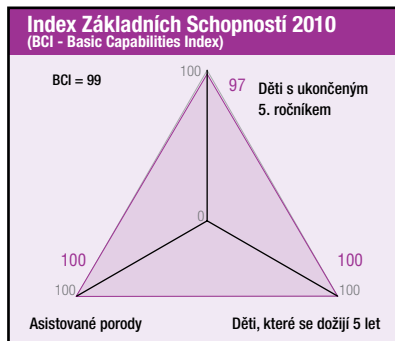 Index Základních Schopností 2010
(BCI - Basic Capabilities Index)
BCI = 99
100
97
Děti s ukončeným
5. ročníkem
0
100
100
100
100
Asistované porody
Děti, které se dožijí 5 let